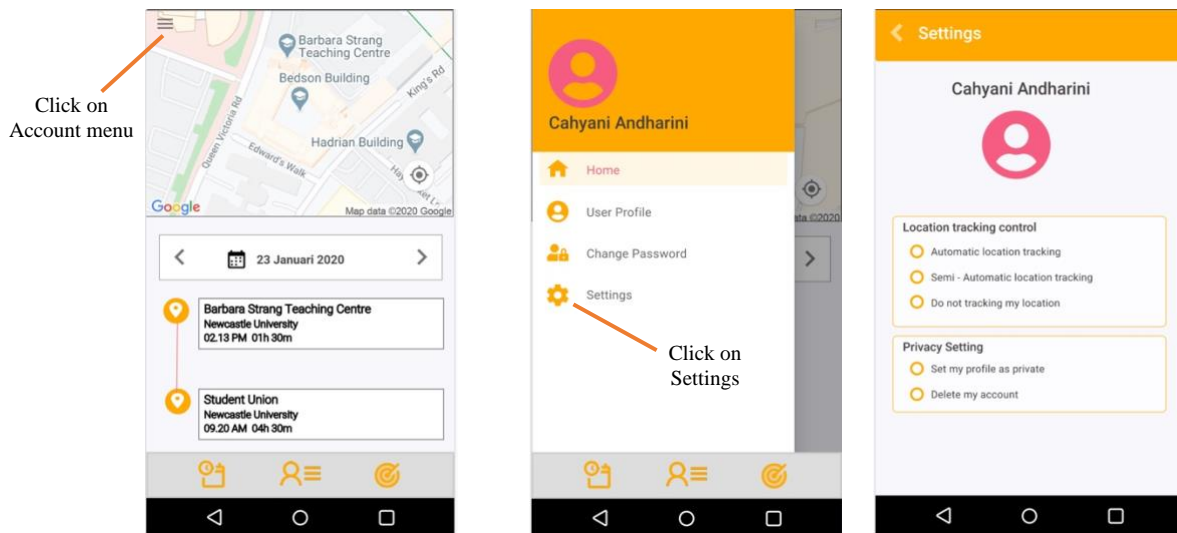 Click on
Account menu
Barbara Strang
Teaching Centre
Bedson Building
King's Rd
Queen Victoria Rd
Hadrian Building
Edward's Walk
Google
Map data ©2020 Google
23 Januari 2020
Barbara Strang Teaching Centre
Newcastle University
02.13 PM 01h 30m
Student Union
Newcastle University
09.20 AM 04h 30m
Cahyani Andharini
Home
User Profile
ta ©2020
Change Password
Settings
Click on
Settings
Settings
Cahyani Andharini
Location tracking control
Automatic location tracking
Semi - Automatic location tracking
Do not tracking my location
Privacy Setting
Set my profile as private
Delete my account